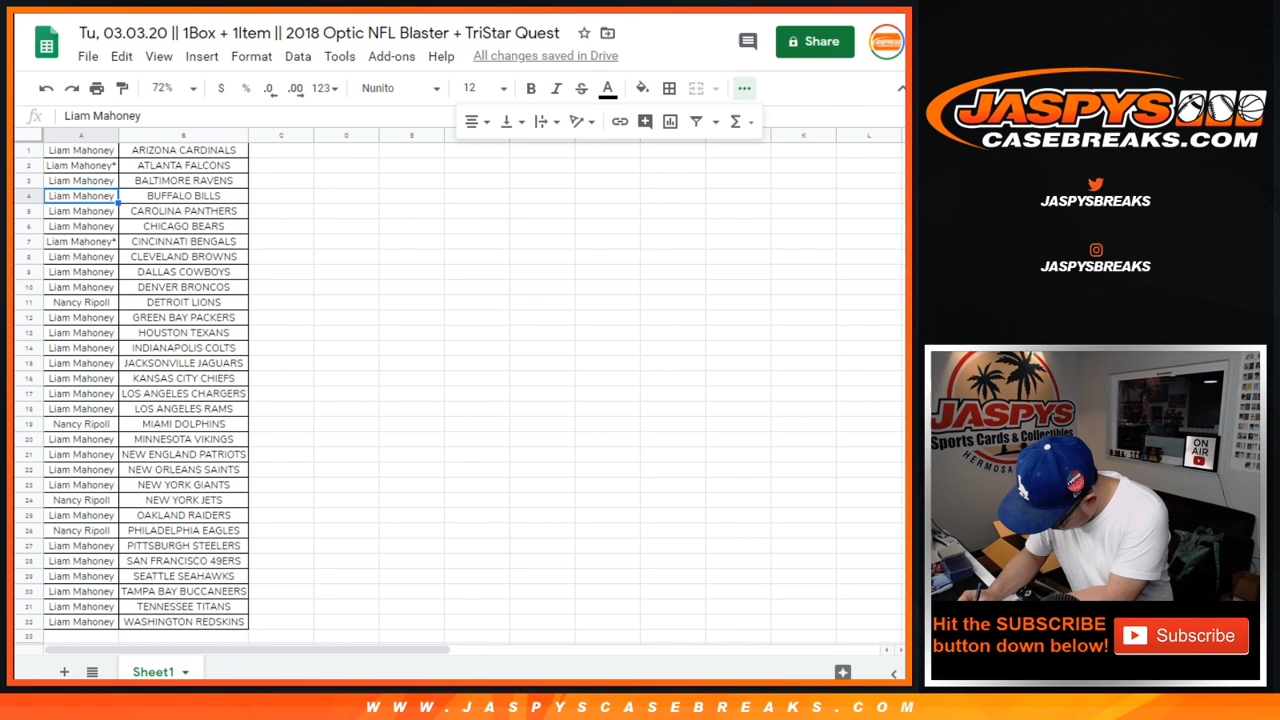 Tu, 03.03.20 || 1Box + 1Item || 2018 Optic NFL Blaster + TriStar Quest
Share
File Edit View Insert Format Data Tools Add-ons Help All changes saved in Drive
72% $ % .0 .00 123 Nunito 12 B I S A
fx Liam Mahoney
A B C D E K L
1 Liam Mahoney ARIZONA CARDINALS
2 Liam Mahoney* ATLANTA FALCONS
3 Liam Mahoney BALTIMORE RAVENS
4 Liam Mahoney BUFFALO BILLS
5 Liam Mahoney CAROLINA PANTHERS
6 Liam Mahoney CHICAGO BEARS
7 Liam Mahoney* CINCINNATI BENGALS
8 Liam Mahoney CLEVELAND BROWNS
9 Liam Mahoney DALLAS COWBOYS
10 Liam Mahoney DENVER BRONCOS
11 Nancy Ripoll DETROIT LIONS
12 Liam Mahoney GREEN BAY PACKERS
13 Liam Mahoney HOUSTON TEXANS
14 Liam Mahoney INDIANAPOLIS COLTS
15 Liam Mahoney JACKSONVILLE JAGUARS
16 Liam Mahoney KANSAS CITY CHIEFS
17 Liam Mahoney LOS ANGELES CHARGERS
18 Liam Mahoney LOS ANGELES RAMS
19 Nancy Ripoll MIAMI DOLPHINS
20 Liam Mahoney MINNESOTA VIKINGS
21 Liam Mahoney NEW ENGLAND PATRIOTS
22 Liam Mahoney NEW ORLEANS SAINTS
23 Liam Mahoney NEW YORK GIANTS
24 Nancy Ripoll NEW YORK JETS
25 Liam Mahoney OAKLAND RAIDERS
26 Nancy Ripoll PHILADELPHIA EAGLES
27 Liam Mahoney PITTSBURGH STEELERS
28 Liam Mahoney SAN FRANCISCO 49ERS
29 Liam Mahoney SEATTLE SEAHAWKS
30 Liam Mahoney TAMPA BAY BUCCANEERS
31 Liam Mahoney TENNESSEE TITANS
32 Liam Mahoney WASHINGTON REDSKINS
33
Sheet1
JASPYS
CASEBREAKS.COM
JASPYSBREAKS
JASPYSBREAKS
JASPYS
Sports Cards & Collectibles
HERMOSA
ON
AIR
Hit the SUBSCRIBE
button down below!
Subscribe
WWW.JASPYSCASEBREAKS.COM